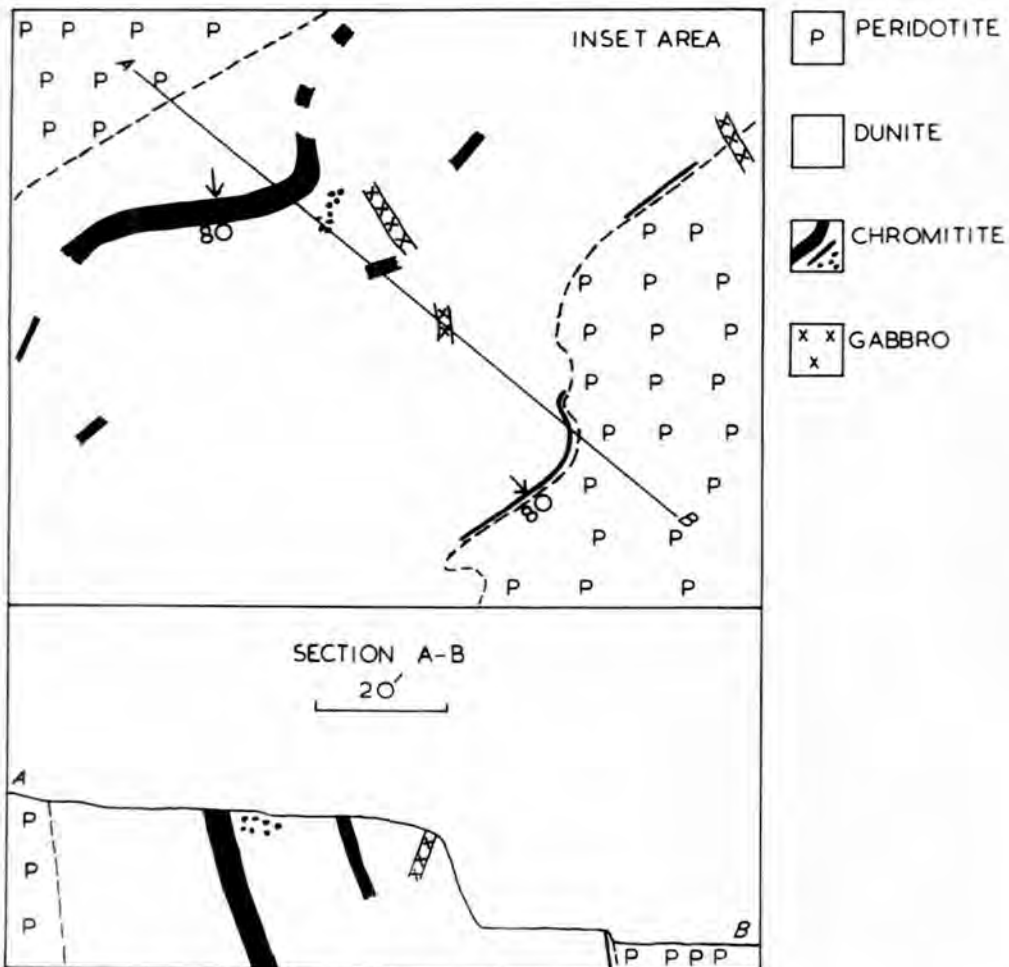 P P P P
INSET AREA
A
P P P
P P
80
P P
P P P
P P P
P P P
P P P
P P
80
B
P P
P P P
P PERIDOTITE
DUNITE
CHROMITITE
x x x GABBRO
SECTION A-B
20'
A
P
P
P
B
P P P P